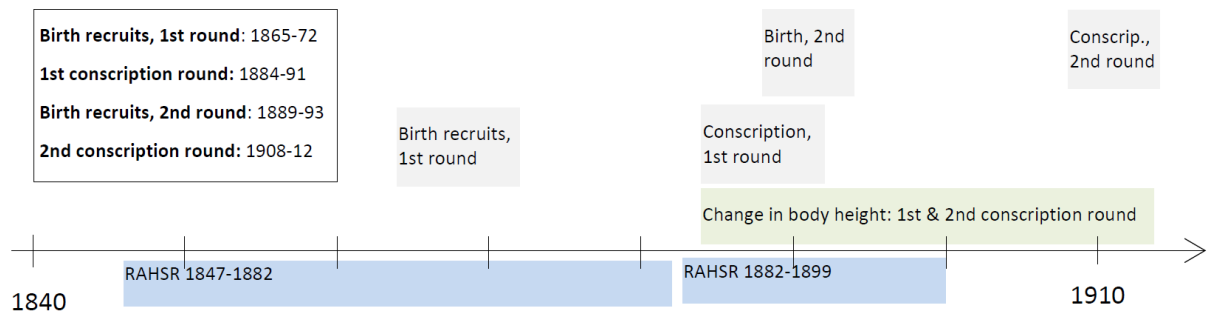 Birth recruits, 1st round: 1865-72
1st conscription round: 1884-91
Birth recruits, 2nd round: 1889-93
2nd conscription round: 1908-12
Birth recruits,
1st round
Birth, 2nd
round
Conscription,
1st round
Conscrip.,
2nd round
Change in body height: 1st & 2nd conscription round
RAHSR 1847-1882
RAHSR 1882-1899
1840
1910